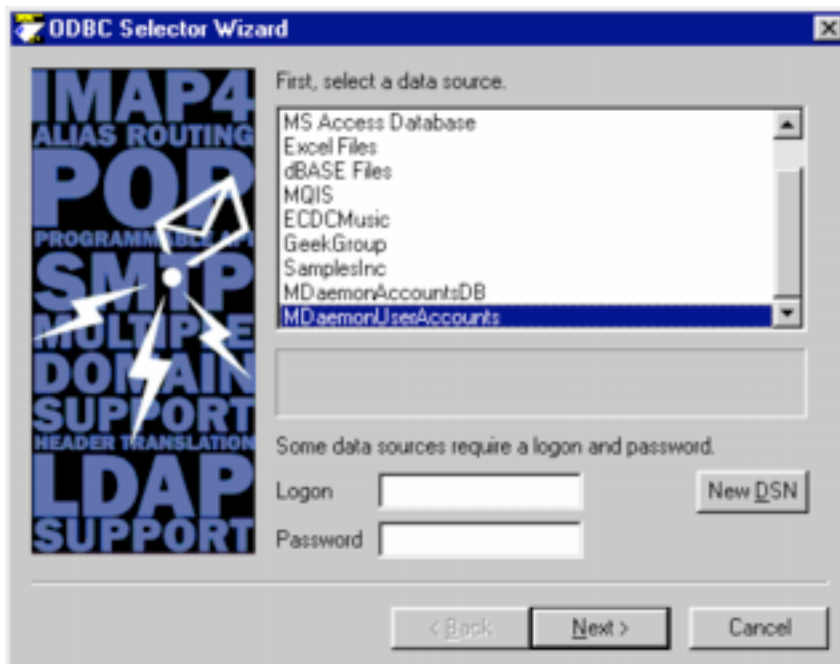 ODBC Selector Wizard
IMAP4
ALIAS ROUTING
POP
PROGRAMMABLE API
SMTP
MULTIPLE
DOMAIN
SUPPORT
HEADER TRANSLATION
LDAP
SUPPORT
First, select a data source.
MS Access Database
Excel Files
dBASE Files
MQIS
ECDCMusic
GeekGroup
SamplesInc
MDaemonAccountsDB
MDaemonUserAccounts
Some data sources require a logon and password.
Logon
New DSN
Password
< Back
Next >
Cancel